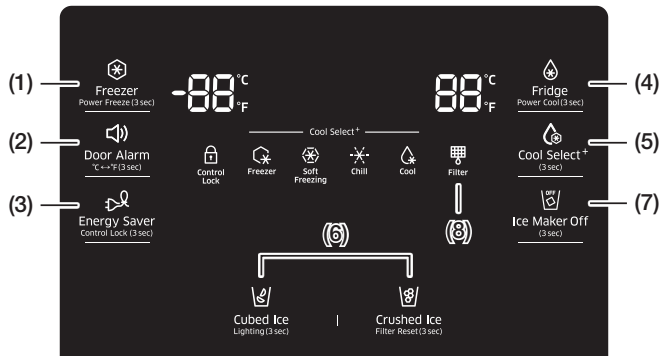 (1)
Freezer
Power Freeze (3 sec)
-88 °C
°F
88 °C
°F
(4)
Fridge
Power Cool (3 sec)
(2)
Door Alarm
°C ↔ °F (3 sec)
Cool Select+
Control
Lock
Freezer
Soft
Freezing
Chill
Cool
Filter
(5)
Cool Select+
(3 sec)
(3)
Energy Saver
Control Lock (3 sec)
(7)
OFF
Ice Maker Off
(3 sec)
(6)
(8)
Cubed Ice
Lighting (3 sec)
|
Crushed Ice
Filter Reset (3 sec)